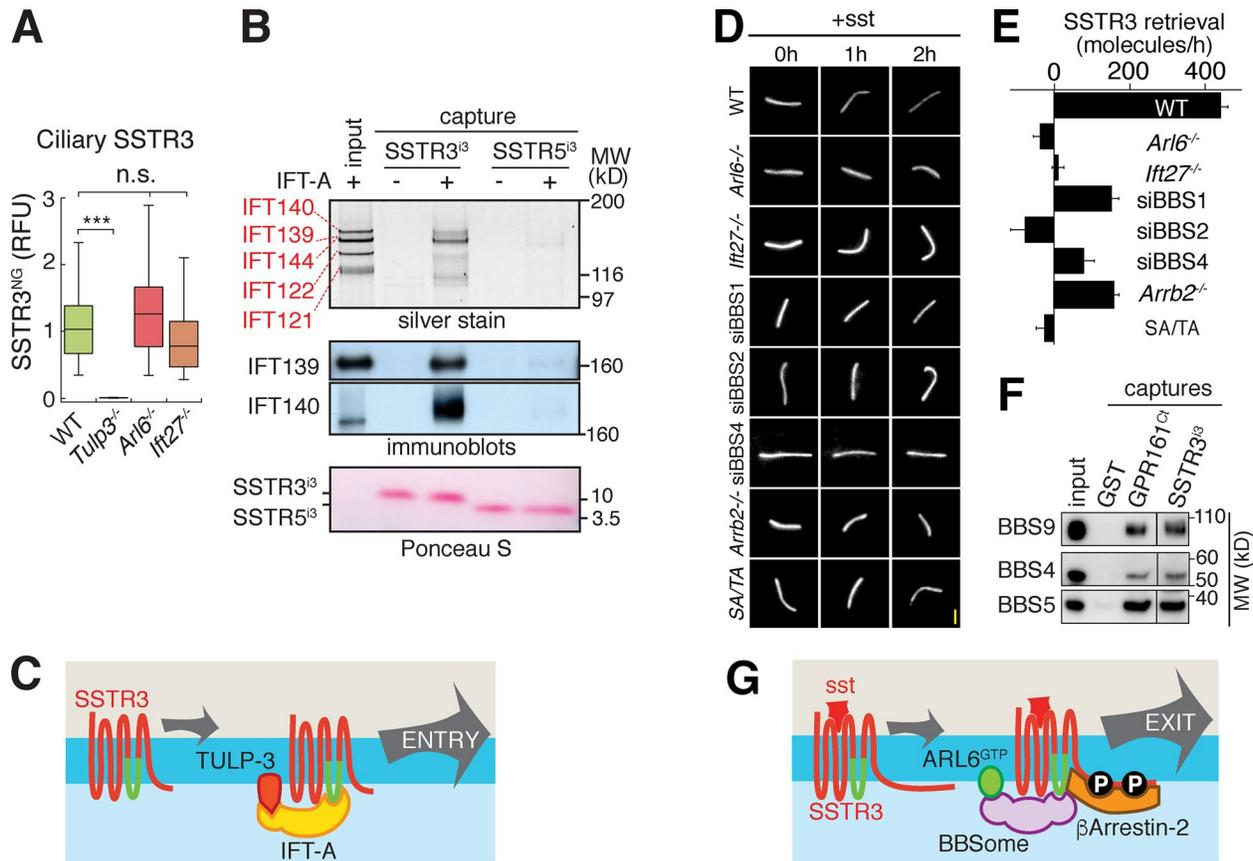 A
Ciliary SSTR3
n.s.
***
SSTR3ᴺᴳ (RFU)
3
2
1
0
WT
Tulp3⁻/⁻
Arl6⁻/⁻
Ift27⁻/⁻
B
capture
input
SSTR3ⁱ³
SSTR5ⁱ³
MW
(kD)
IFT-A + - + - +
IFT140
IFT139
IFT144
IFT122
IFT121
200
116
97
silver stain
IFT139
160
IFT140
160
immunoblots
SSTR3ⁱ³
SSTR5ⁱ³
10
3.5
Ponceau S
C
SSTR3
TULP-3
ENTRY
IFT-A
D
+sst
0h 1h 2h
WT
Arl6-/-
Ift27-/-
siBBS1
siBBS2
siBBS4
Arrb2-/-
SA/TA
E
SSTR3 retrieval
(molecules/h)
0 200 400
WT
Arl6⁻/⁻
Ift27⁻/⁻
siBBS1
siBBS2
siBBS4
Arrb2⁻/⁻
SA/TA
F
captures
input
GST
GPR161ᶜᵗ
SSTR3ⁱ³
BBS9
BBS4
BBS5
110
60
50
40
MW (kD)
G
sst
ARL6ᴳᵀᴾ
EXIT
P P
SSTR3
BBSome
βArrestin-2